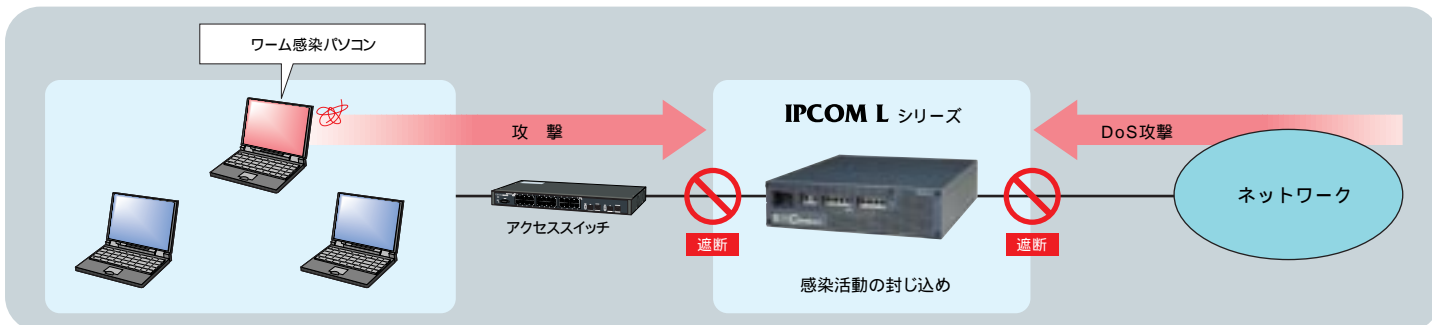 ワーム感染パソコン
攻 撃
IPCOM L シリーズ
DoS攻撃
ネットワーク
アクセススイッチ
遮断
遮断
感染活動の封じ込め